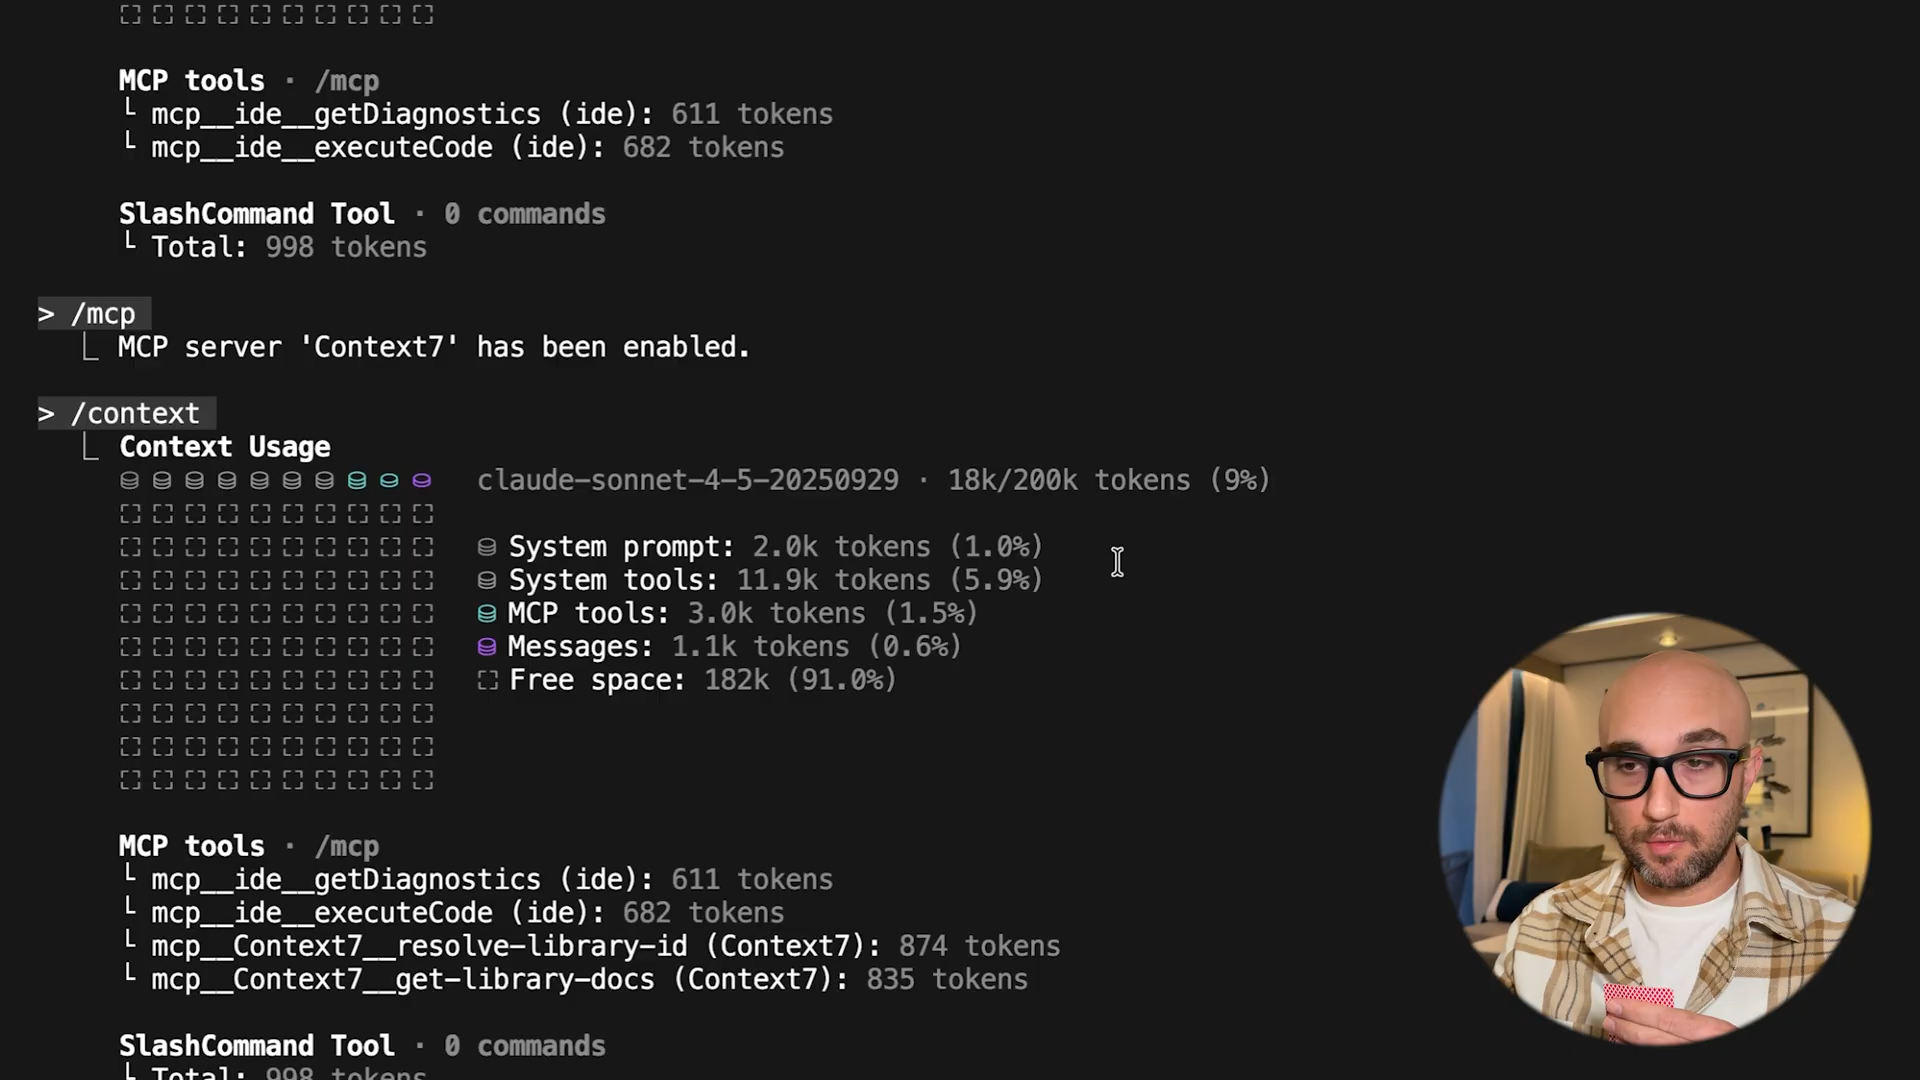 MCP tools · /mcp
└ mcp__ide__getDiagnostics (ide): 611 tokens
└ mcp__ide__executeCode (ide): 682 tokens
SlashCommand Tool · 0 commands
└ Total: 998 tokens
> /mcp
⎿ MCP server 'Context7' has been enabled.
> /context
⎿ Context Usage
claude-sonnet-4-5-20250929 · 18k/200k tokens (9%)
System prompt: 2.0k tokens (1.0%)
System tools: 11.9k tokens (5.9%)
MCP tools: 3.0k tokens (1.5%)
Messages: 1.1k tokens (0.6%)
Free space: 182k (91.0%)
MCP tools · /mcp
└ mcp__ide__getDiagnostics (ide): 611 tokens
└ mcp__ide__executeCode (ide): 682 tokens
└ mcp__Context7__resolve-library-id (Context7): 874 tokens
└ mcp__Context7__get-library-docs (Context7): 835 tokens
SlashCommand Tool · 0 commands
└ Total: 998 tokens